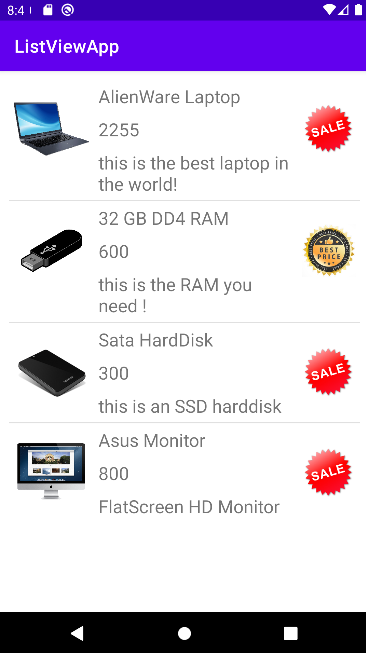 8:4
ListViewApp
AlienWare Laptop
2255
this is the best laptop in
the world!
SALE
32 GB DD4 RAM
600
this is the RAM you
need !
BEST
PRICE
Sata HardDisk
300
this is an SSD harddisk
SALE
Asus Monitor
800
FlatScreen HD Monitor
SALE